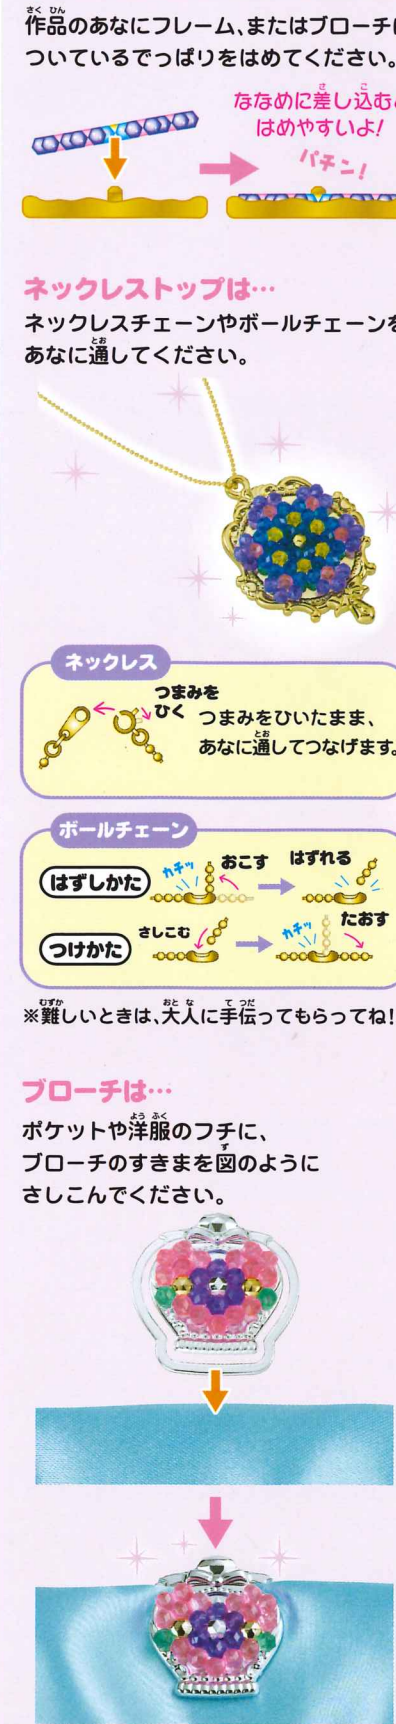 作品のあなにフレーム、またはブローチに
ついているでっぱりをはめてください。
ななめに差し込むと
はめやすいよ!
パチン!
ネックレストップは…
ネックレスチェーンやボールチェーンを
あなに通してください。
ネックレス
つまみを
ひく
つまみをひいたまま、
あなに通してつなげます。
ボールチェーン
はずしかた
カチッ
おこす
はずれる
つけかた
さしこむ
カチッ
たおす
※難しいときは、大人に手伝ってもらってね!
ブローチは…
ポケットや洋服のフチに、
ブローチのすきまを図のように
さしこんでください。